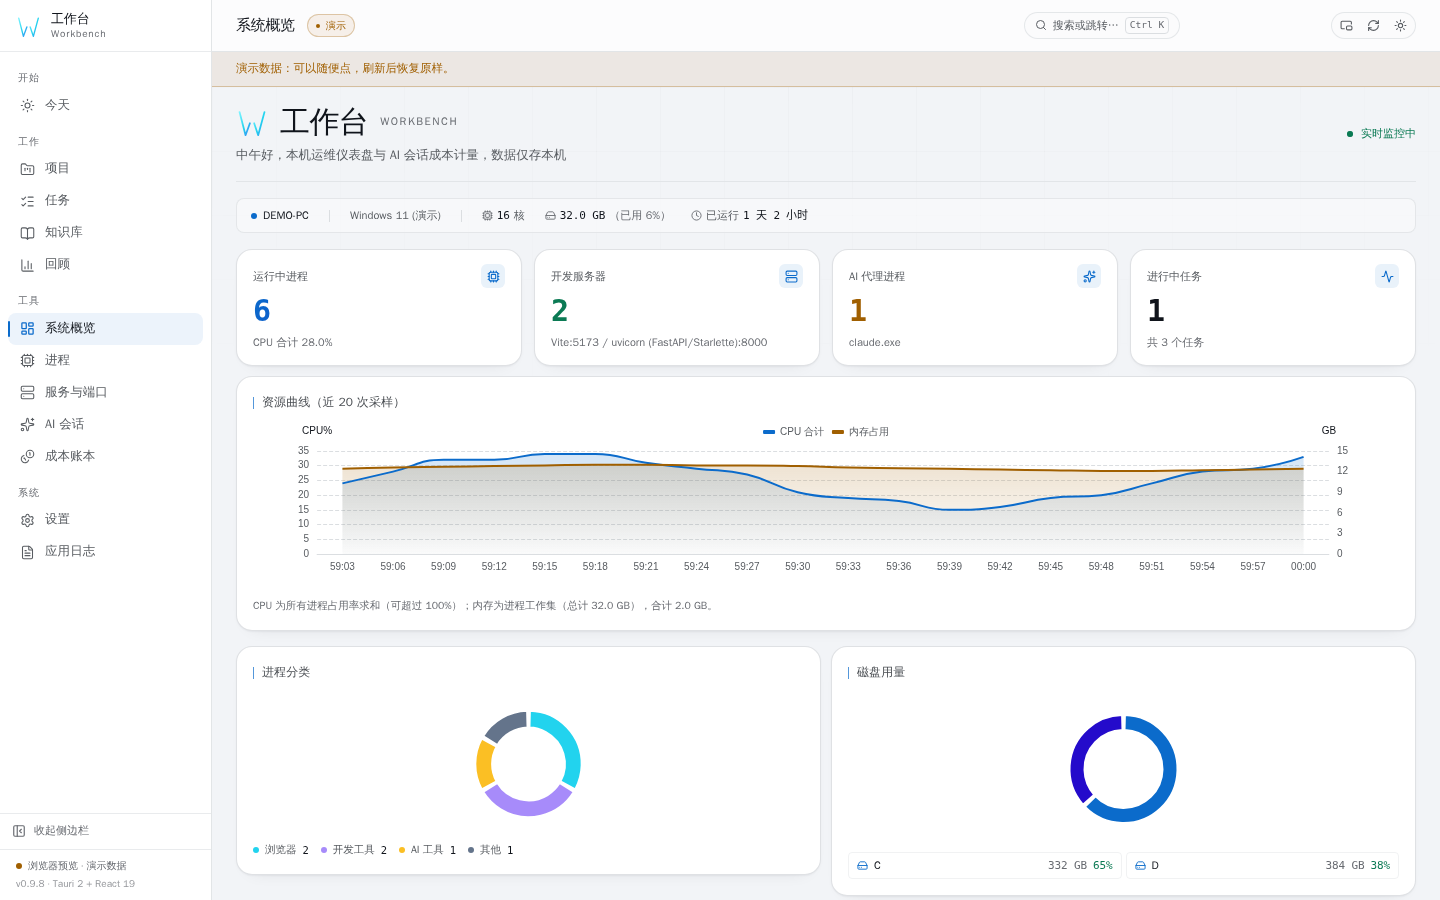 工作台
Workbench
开始
今天
工作
项目
任务
知识库
回顾
工具
系统概览
进程
服务与端口
AI 会话
成本账本
系统
设置
应用日志
收起侧边栏
浏览器预览 · 演示数据
v0.9.8 · Tauri 2 + React 19
系统概览
演示
搜索或跳转…
Ctrl K
演示数据：可以随便点，刷新后恢复原样。
工作台 WORKBENCH
中午好，本机运维仪表盘与 AI 会话成本计量，数据仅存本机
实时监控中
DEMO-PC
Windows 11 (演示)
16 核
32.0 GB （已用 6%）
已运行 1 天 2 小时
运行中进程
6
CPU 合计 28.0%
开发服务器
2
Vite:5173 / uvicorn (FastAPI/Starlette):8000
AI 代理进程
1
claude.exe
进行中任务
1
共 3 个任务
资源曲线（近 20 次采样）
CPU%
CPU 合计 内存占用
GB
35
30
25
20
15
10
5
0
15
12
9
6
3
0
59:03 59:06 59:09 59:12 59:15 59:18 59:21 59:24 59:27 59:30 59:33 59:36 59:39 59:42 59:45 59:48 59:51 59:54 59:57 00:00
CPU 为所有进程占用率求和（可超过 100%）；内存为进程工作集（总计 32.0 GB），合计 2.0 GB。
进程分类
浏览器 2 开发工具 2 AI 工具 1 其他 1
磁盘用量
C 332 GB 65%
D 384 GB 38%